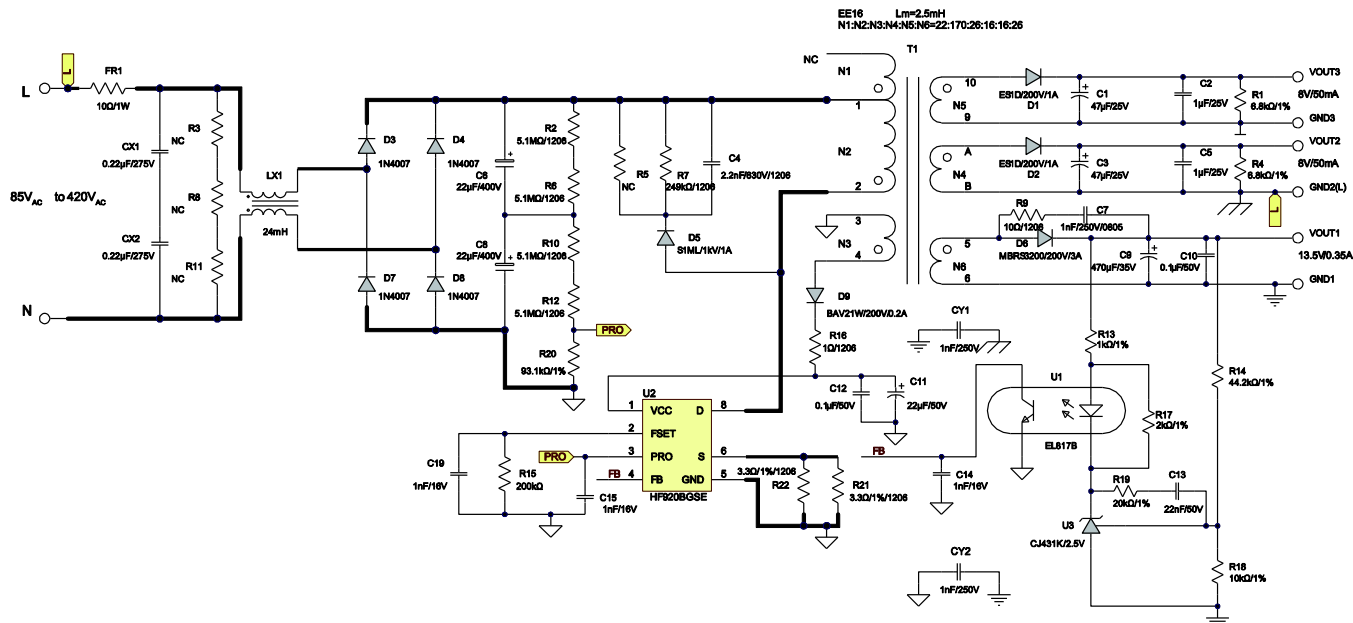 EE16 Lm=2.5mH
N1:N2:N3:N4:N5:N6=22:170:26:16:16:26
T1
NC
N1
1
N2
2
3
N3
4
10
N5
9
A
N4
B
5
N6
6
L
L
FR1
10Ω/1W
CX1
0.22μF/275V
CX2
0.22μF/275V
R3
NC
R8
NC
R11
NC
85VAC to 420VAC
N
LX1
24mH
D3
1N4007
D4
1N4007
D7
1N4007
D8
1N4007
C6
22μF/400V
C8
22μF/400V
R2
5.1MΩ/1206
R6
5.1MΩ/1206
R10
5.1MΩ/1206
R12
5.1MΩ/1206
PRO
R20
93.1kΩ/1%
R5
NC
R7
249kΩ/1206
C4
2.2nF/630V/1206
D5
S1ML/1kV/1A
D9
BAV21W/200V/0.2A
R16
1Ω/1206
C12
0.1μF/50V
C11
22μF/50V
ES1D/200V/1A
D1
C1
47μF/25V
C2
1μF/25V
R1
6.8kΩ/1%
VOUT3
8V/50mA
GND3
ES1D/200V/1A
D2
C3
47μF/25V
C5
1μF/25V
R4
6.8kΩ/1%
VOUT2
8V/50mA
GND2(L)
L
R9
10Ω/1206
C7
1nF/250V/0805
D6
MBRS3200/200V/3A
C9
470μF/35V
C10
0.1μF/50V
VOUT1
13.5V/0.35A
GND1
CY1
1nF/250V
R13
1kΩ/1%
R14
44.2kΩ/1%
U1
EL817B
R17
2kΩ/1%
R19
20kΩ/1%
C13
22nF/50V
U3
CJ431K/2.5V
R18
10kΩ/1%
U2
1 VCC D 8
2 FSET
3 PRO S 6
4 FB GND 5
HF920BGSE
PRO
FB
C19
1nF/16V
R15
200kΩ
C15
1nF/16V
3.3Ω/1%/1206
R22
R21
3.3Ω/1%/1206
FB
C14
1nF/16V
CY2
1nF/250V